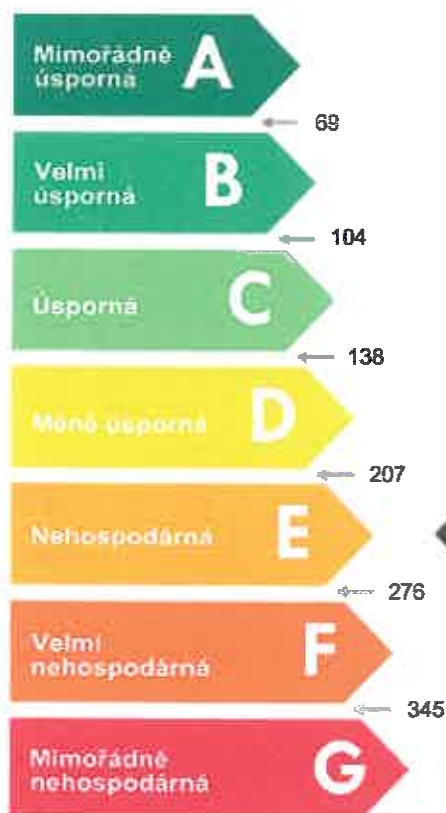 Mimořádně
úsporná A
69
Velmi
úsporná B
104
Úsporná C
138
Méně úsporná D
207
Nehospodárná E
276
Velmi
nehospodárná F
345
Mimořádně
nehospodárná G